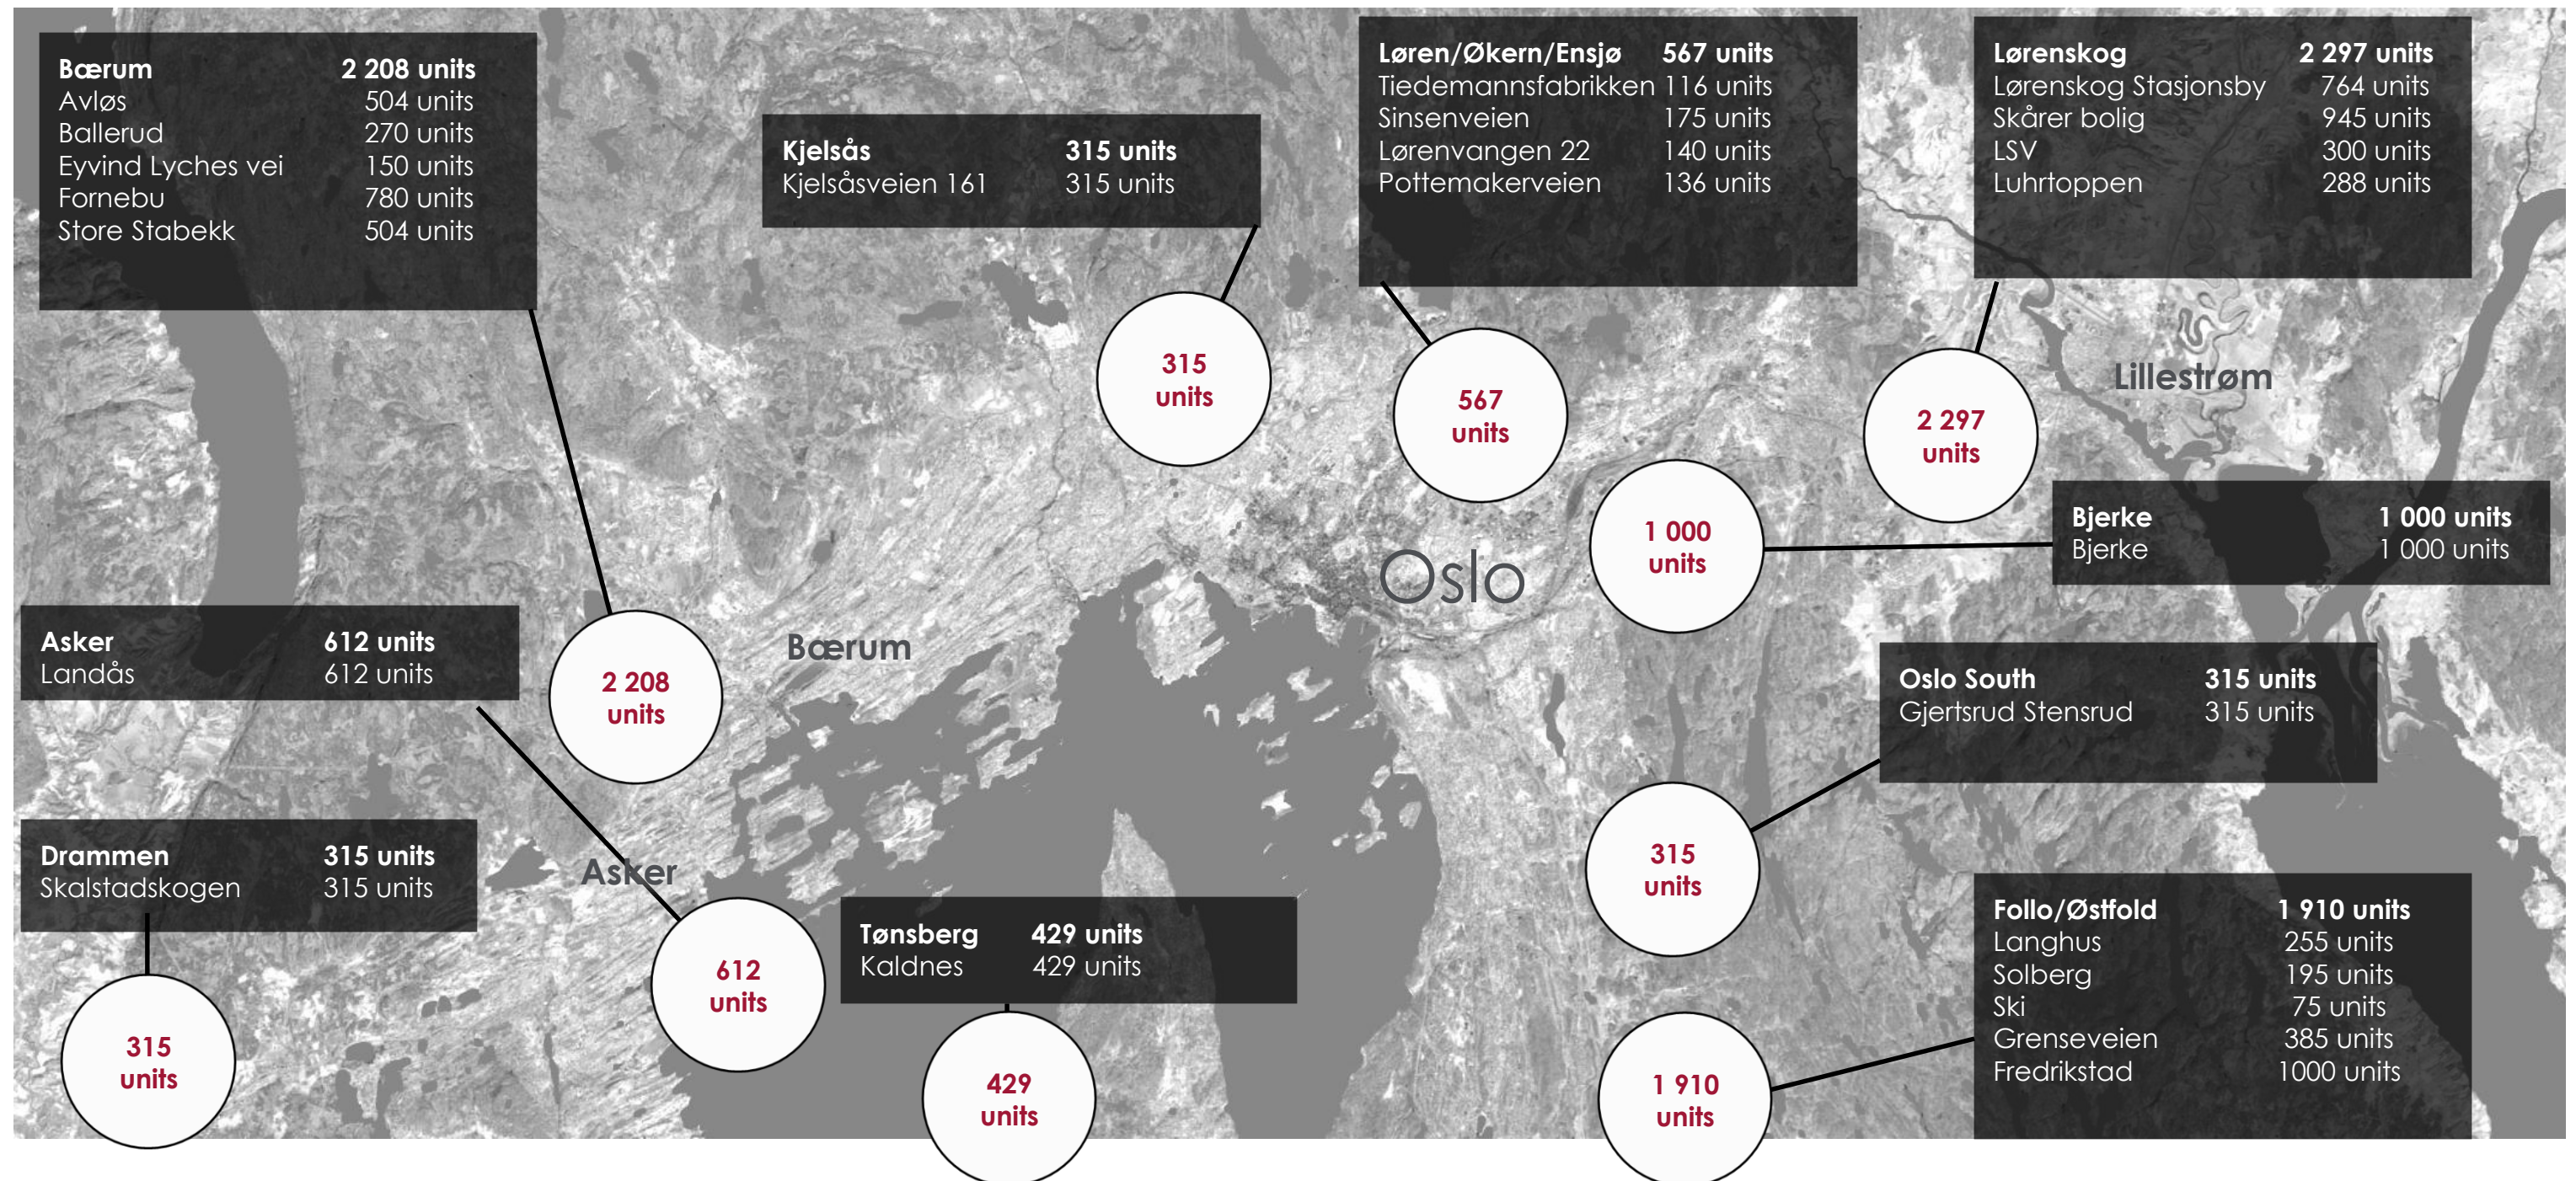 Bærum 2 208 units
Avløs 504 units
Ballerud 270 units
Eyvind Lyches vei 150 units
Fornebu 780 units
Store Stabekk 504 units
Kjelsås 315 units
Kjelsåsveien 161 315 units
Løren/Økern/Ensjø 567 units
Tiedemannsfabrikken 116 units
Sinsenveien 175 units
Lørenvangen 22 140 units
Pottemakerveien 136 units
Lørenskog 2 297 units
Lørenskog Stasjonsby 764 units
Skårer bolig 945 units
LSV 300 units
Luhrtoppen 288 units
315
units
567
units
2 297
units
Lillestrøm
1 000
units
Bjerke 1 000 units
Bjerke 1 000 units
Oslo
Asker 612 units
Landås 612 units
2 208
units
Bærum
Oslo South 315 units
Gjertsrud Stensrud 315 units
315
units
Drammen 315 units
Skalstadskogen 315 units
Asker
315
units
612
units
Tønsberg 429 units
Kaldnes 429 units
429
units
Follo/Østfold 1 910 units
Langhus 255 units
Solberg 195 units
Ski 75 units
Grenseveien 385 units
Fredrikstad 1000 units
1 910
units